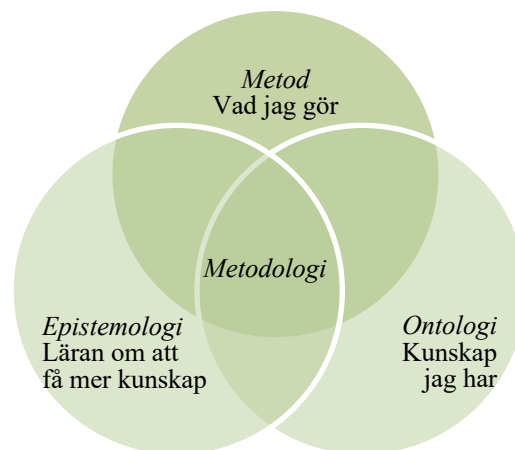 Metod
Vad jag gör
Metodologi
Epistemologi
Läran om att
få mer kunskap
Ontologi
Kunskap
jag har